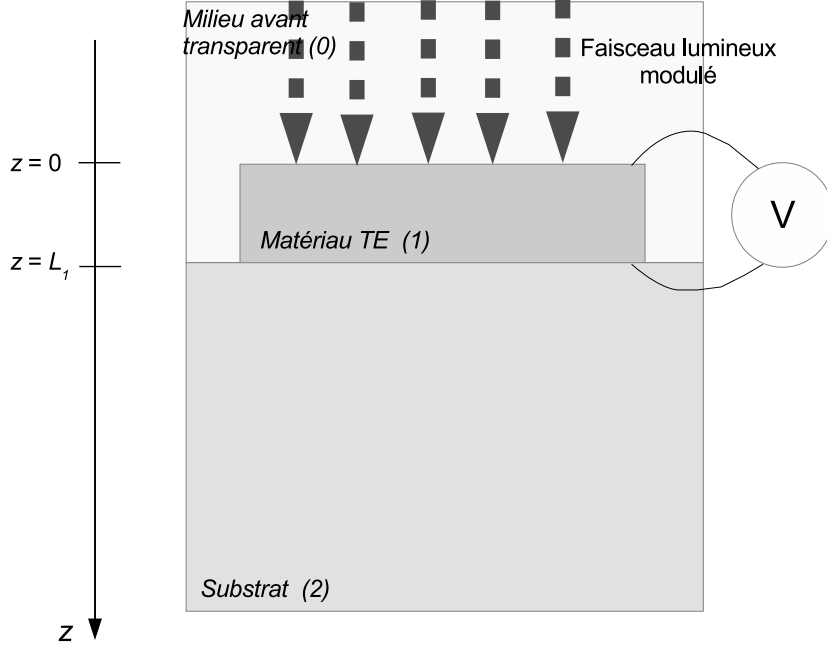 Milieu avant
transparent (0)
Faisceau lumineux
modulé
z = 0
V
Matériau TE (1)
z = L₁
Substrat (2)
z